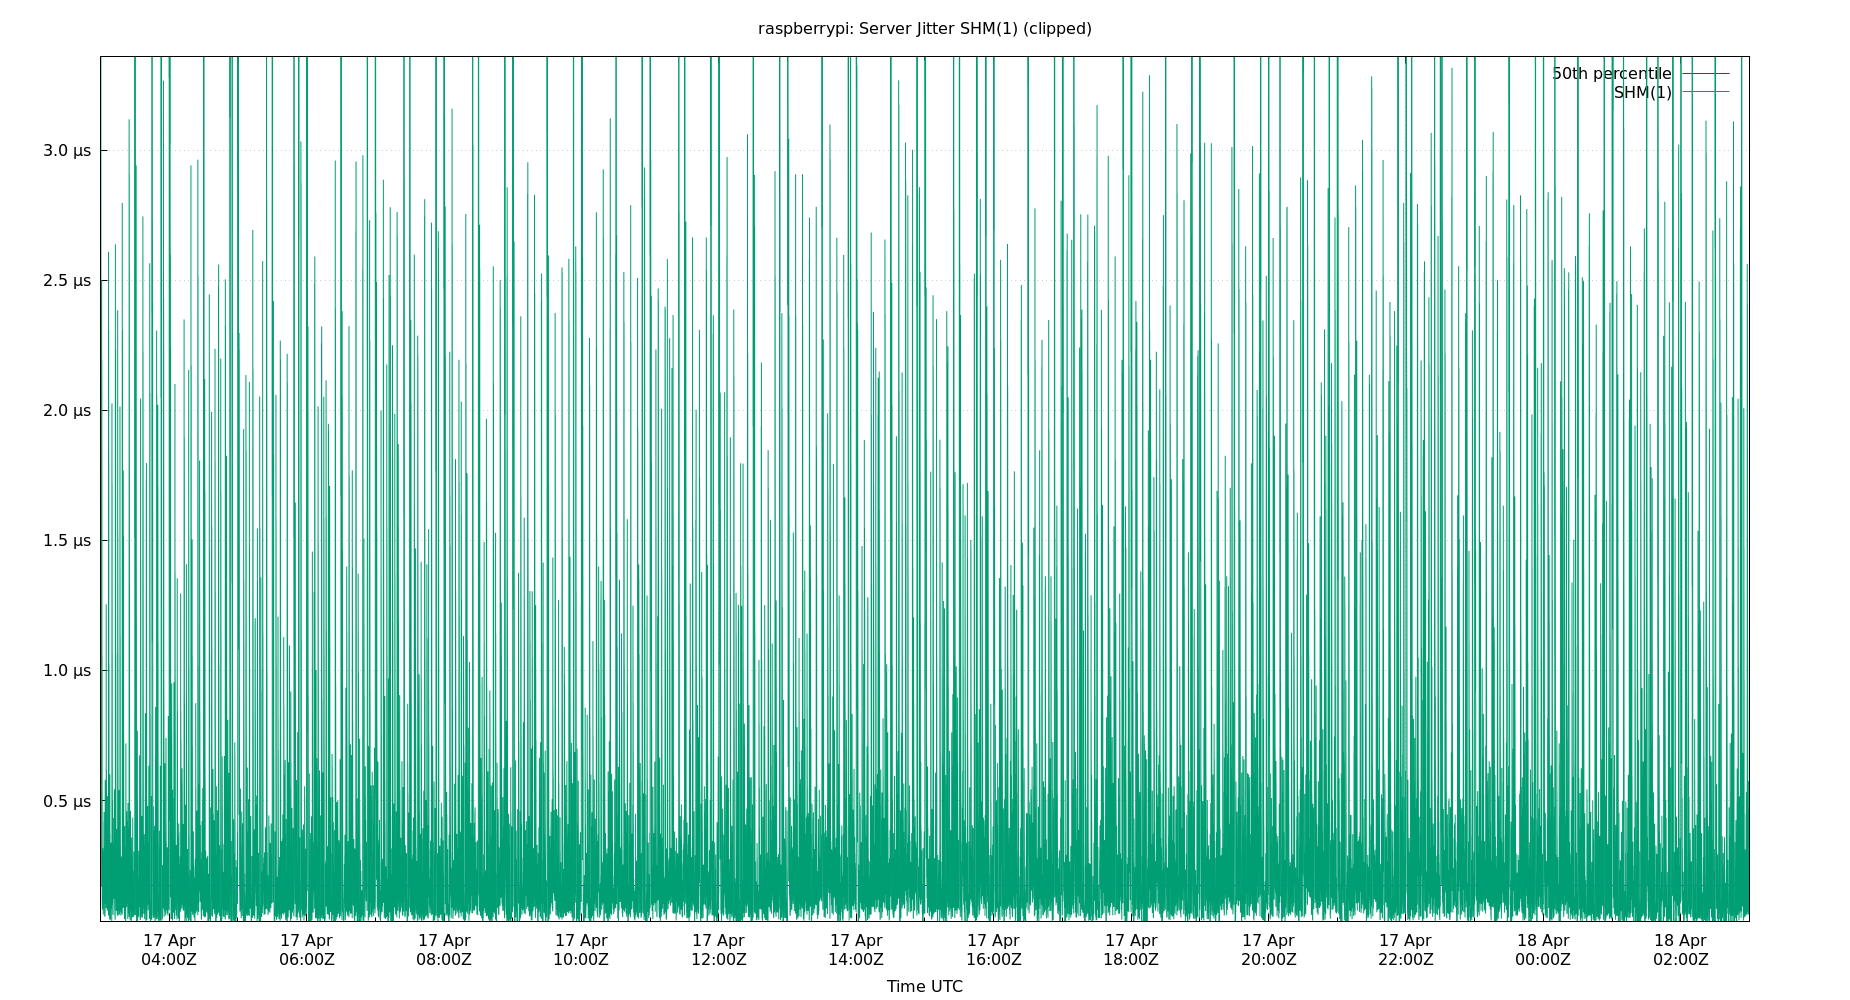 raspberrypi: Server Jitter SHM(1) (clipped)
50th percentile
SHM(1)
3.0 µs
2.5 µs
2.0 µs
1.5 µs
1.0 µs
0.5 µs
17 Apr 17 Apr 17 Apr 17 Apr 17 Apr 17 Apr 17 Apr 17 Apr 17 Apr 17 Apr 18 Apr 18 Apr
04:00Z 06:00Z 08:00Z 10:00Z 12:00Z 14:00Z 16:00Z 18:00Z 20:00Z 22:00Z 00:00Z 02:00Z
Time UTC